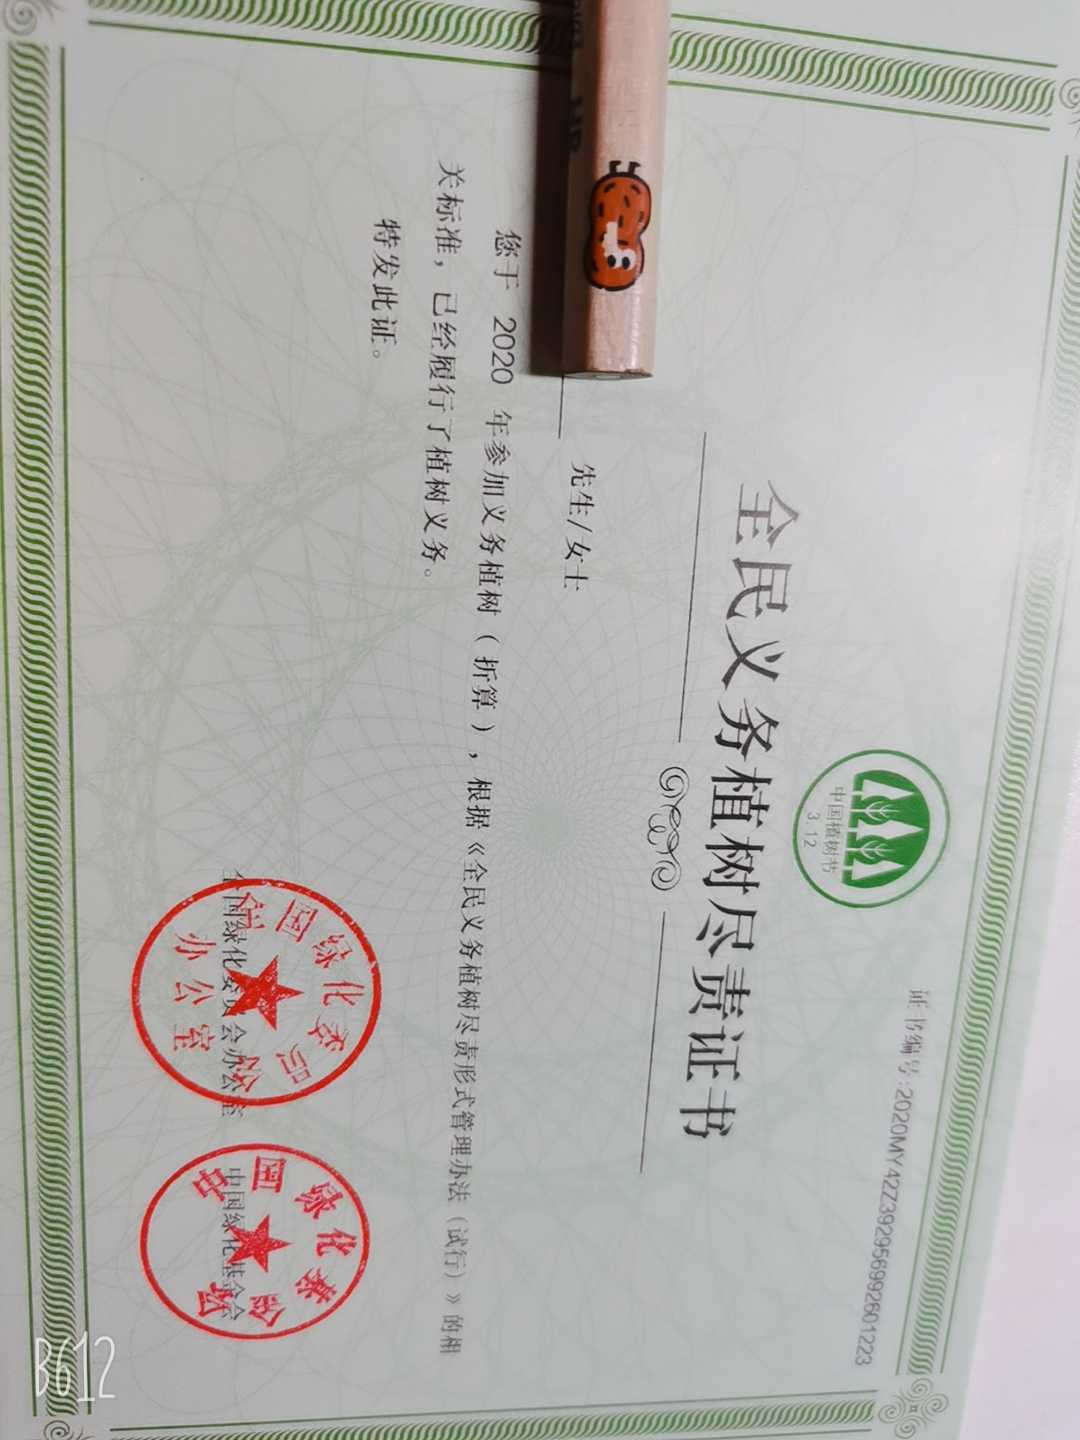 证书编号:2020MY42Z392956992601223
中国植树节
3.12
全民义务植树尽责证书
先生/女士
您于 2020 年参加义务植树（折算），根据《全民义务植树尽责形式管理办法（试行）》的相
关标准，已经履行了植树义务。
特发此证。
全国绿化委员会办公室
中国绿化基金会
全国绿化委员会
办公室
中国绿化基金会
HB
B612